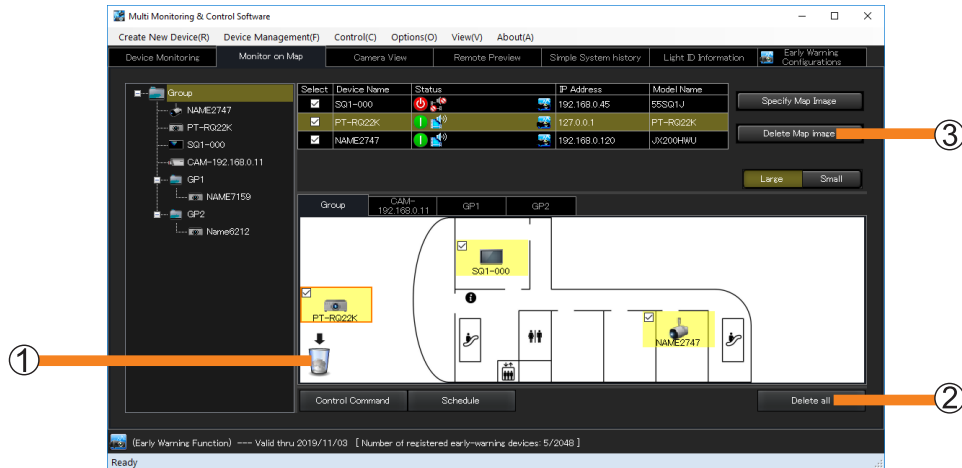 Multi Monitoring & Control Software
Create New Device(R) Device Management(F) Control(C) Options(O) View(V) About(A)
Device Monitoring Monitor on Map Camera View Remote Preview Simple System history Light ID Information Early Warning Configurations
Group
NAME2747
PT-RQ22K
SQ1-000
CAM-192.168.0.11
GP1
NAME7159
GP2
Name6212
Select Device Name Status IP Address Model Name
SQ1-000 192.168.0.45 55SQ1J
PT-RQ22K 127.0.0.1 PT-RQ22K
NAME2747 192.168.0.120 JX200HWU
Specify Map Image
Delete Map image
③
Large Small
Group CAM-192.168.0.11 GP1 GP2
SQ1-000
PT-RQ22K
NAME2747
①
Control Command Schedule Delete all
②
(Early Warning Function) --- Valid thru 2019/11/03 [ Number of registered early-warning devices: 5/2048 ]
Ready